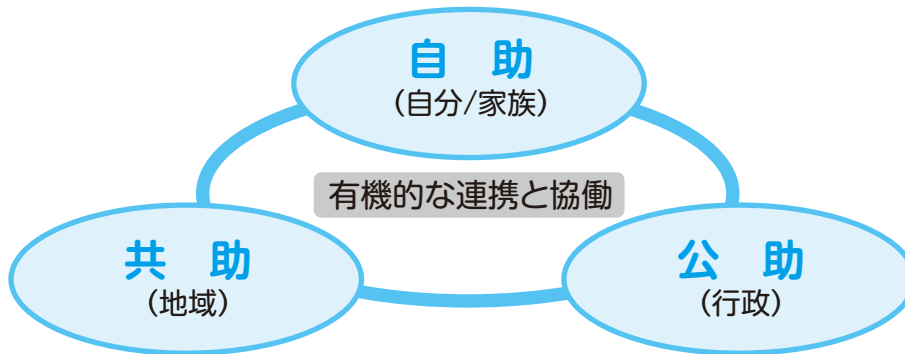 自　助
(自分/家族)
有機的な連携と協働
共　助
(地域)
公　助
(行政)